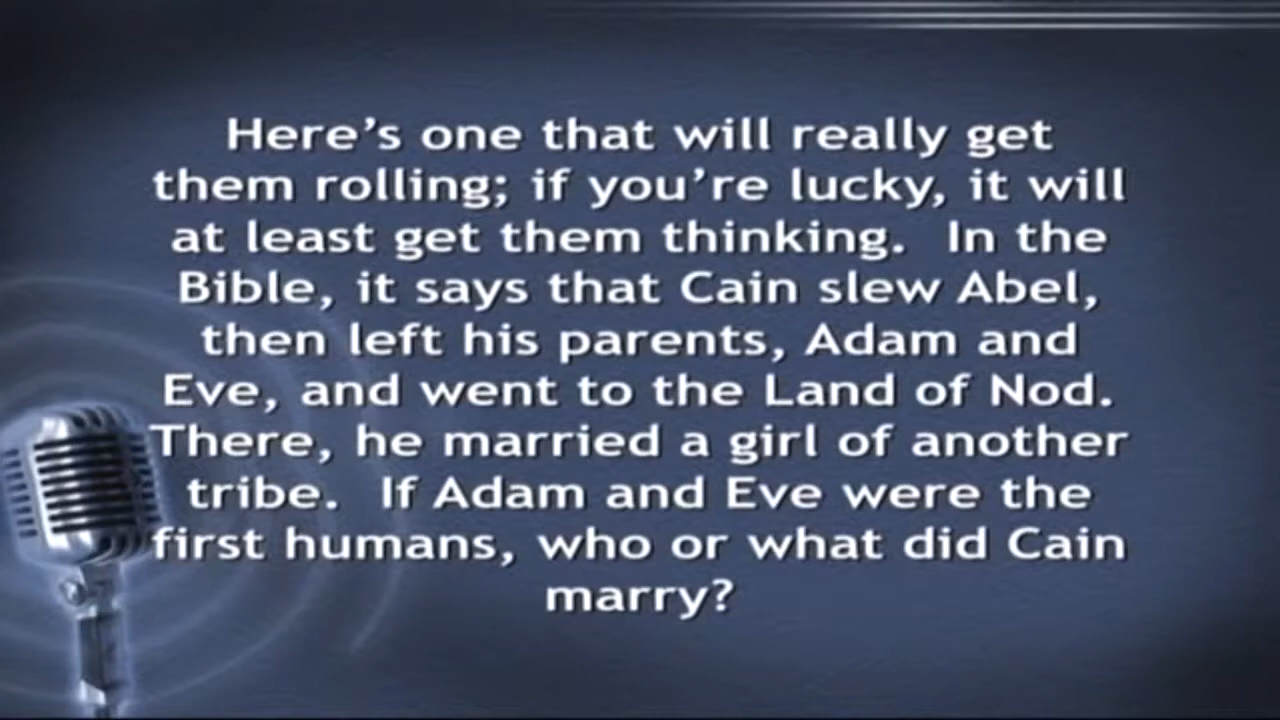 Here's one that will really get
them rolling; if you're lucky, it will
at least get them thinking.  In the
Bible, it says that Cain slew Abel,
then left his parents, Adam and
Eve, and went to the Land of Nod.
There, he married a girl of another
tribe.  If Adam and Eve were the
first humans, who or what did Cain
marry?